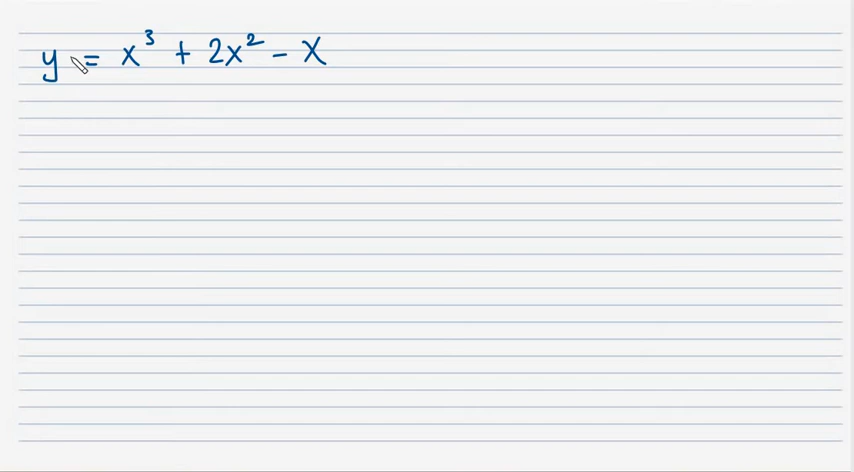 y = x³ + 2x² - x